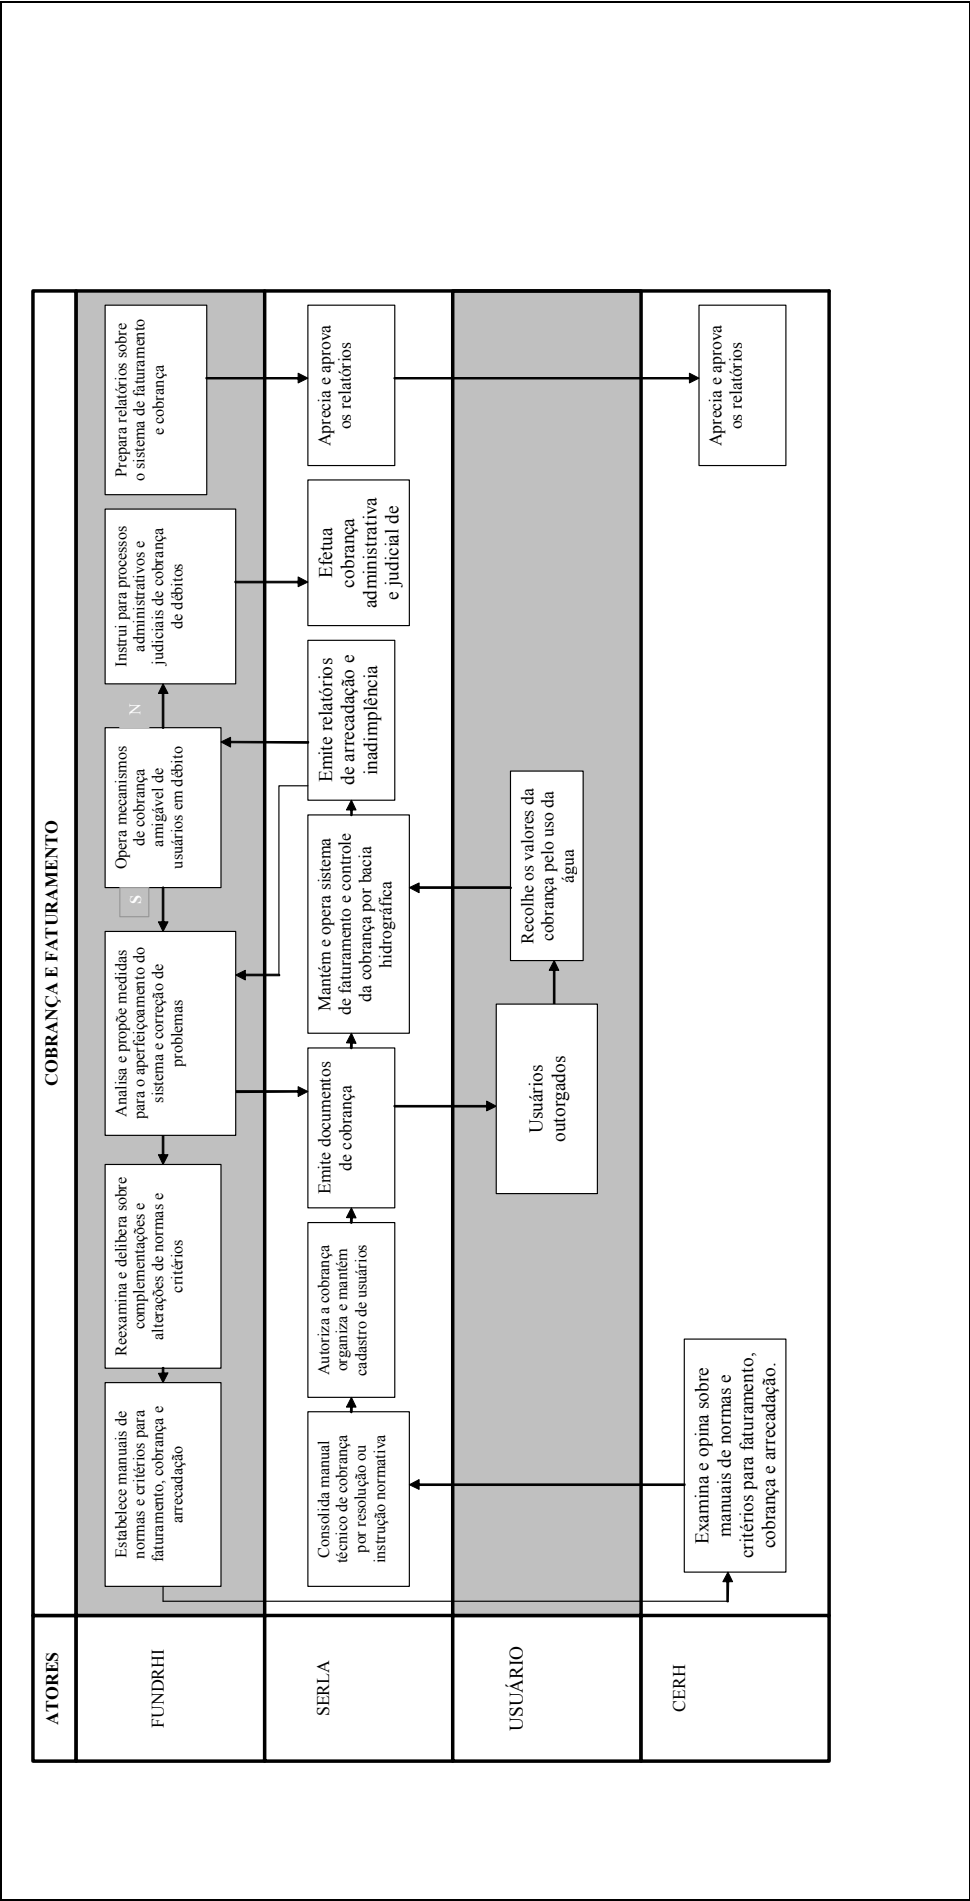 ATORES
COBRANÇA E FATURAMENTO
FUNDRHI
Estabelece manuais de
normas e critérios para
faturamento, cobrança e
arrecadação
Reexamina e delibera sobre
complementações e
alterações de normas e
critérios
Analisa e propõe medidas
para o aperfeiçoamento do
sistema e correção de
problemas
S
Opera mecanismos
de cobrança
amigável de
usuários em débito
N
Instrui para processos
administrativos e
judiciais de cobrança
de débitos
Prepara relatórios sobre
o sistema de faturamento
e cobrança
SERLA
Consolida manual
técnico de cobrança
por resolução ou
instrução normativa
Autoriza a cobrança
organiza e mantém
cadastro de usuários
Emite documentos
de cobrança
Mantém e opera sistema
de faturamento e controle
da cobrança por bacia
hidrográfica
Emite relatórios
de arrecadação e
inadimplência
Efetua
cobrança
administrativa
e judicial de
Aprecia e aprova
os relatórios
USUÁRIO
Usuários
outorgados
Recolhe os valores da
cobrança pelo uso da
água
CERH
Examina e opina sobre
manuais de normas e
critérios para faturamento,
cobrança e arrecadação.
Aprecia e aprova
os relatórios